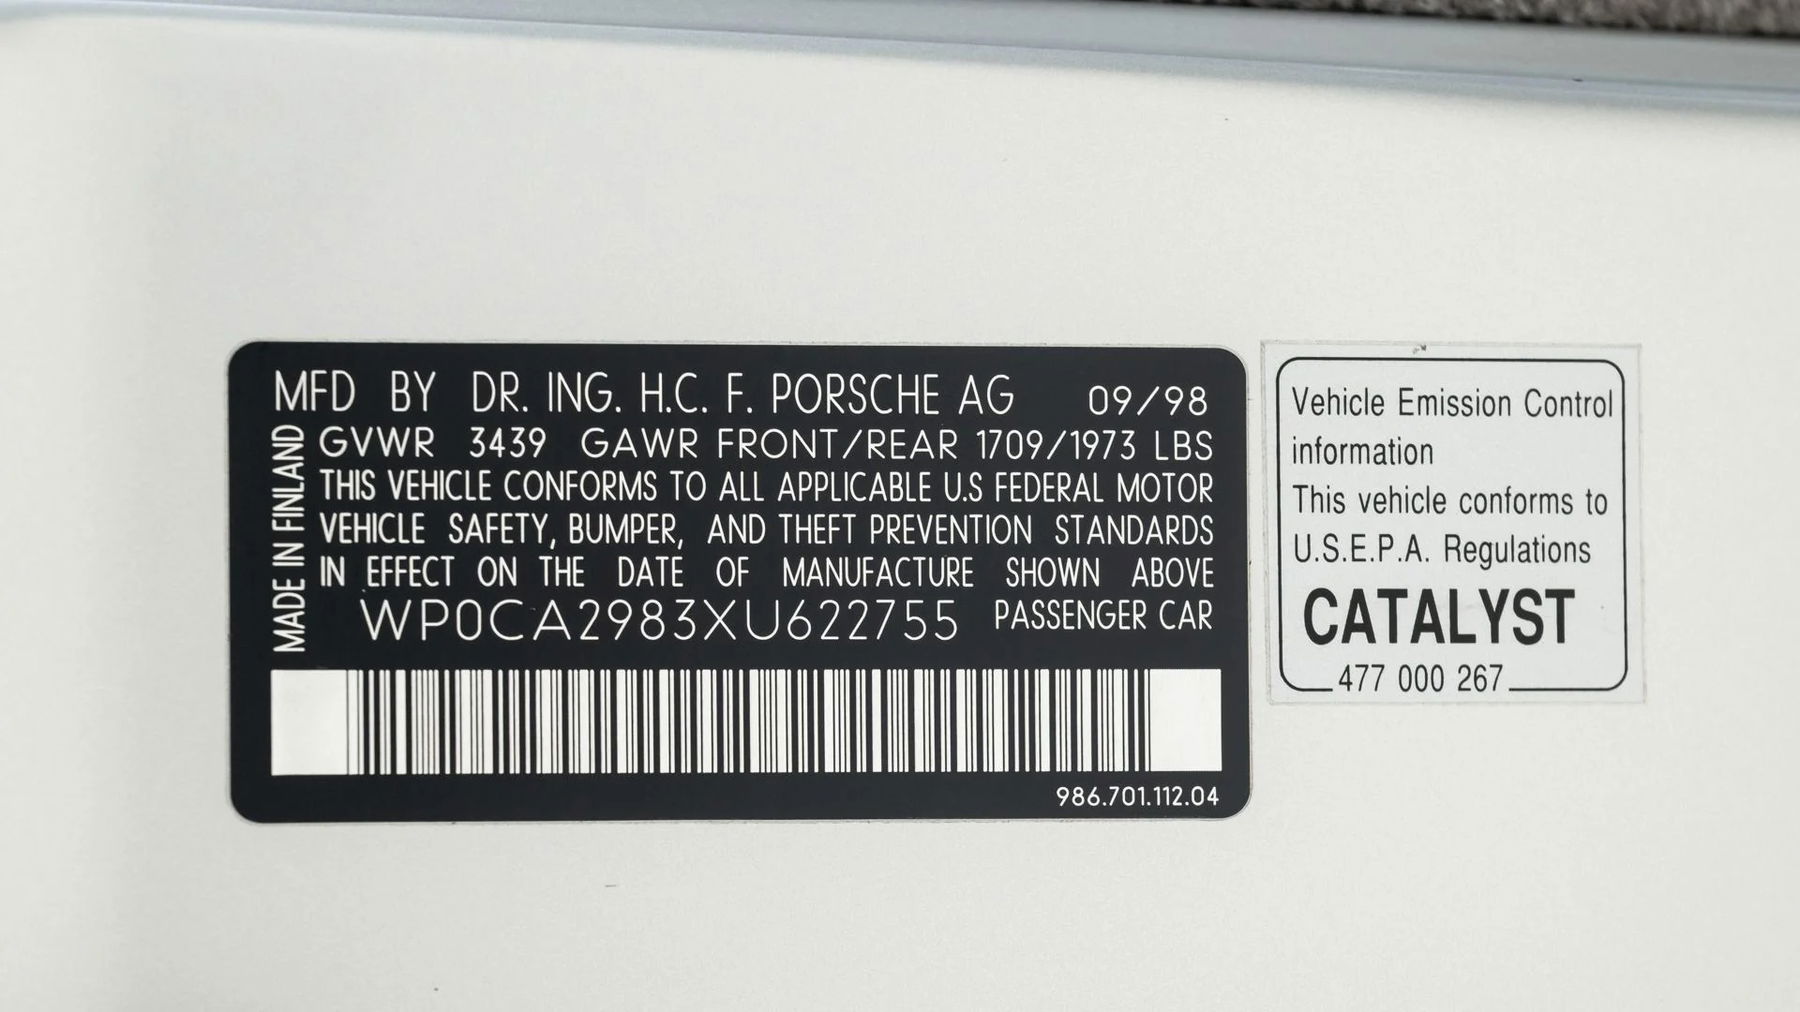 MFD BY DR. ING. H.C. F. PORSCHE AG 09/98
GVWR 3439 GAWR FRONT/REAR 1709/1973 LBS
THIS VEHICLE CONFORMS TO ALL APPLICABLE U.S FEDERAL MOTOR
VEHICLE SAFETY, BUMPER, AND THEFT PREVENTION STANDARDS
IN EFFECT ON THE DATE OF MANUFACTURE SHOWN ABOVE
WP0CA2983XU622755 PASSENGER CAR
MADE IN FINLAND
986.701.112.04
Vehicle Emission Control
information
This vehicle conforms to
U.S.E.P.A. Regulations
CATALYST
477 000 267